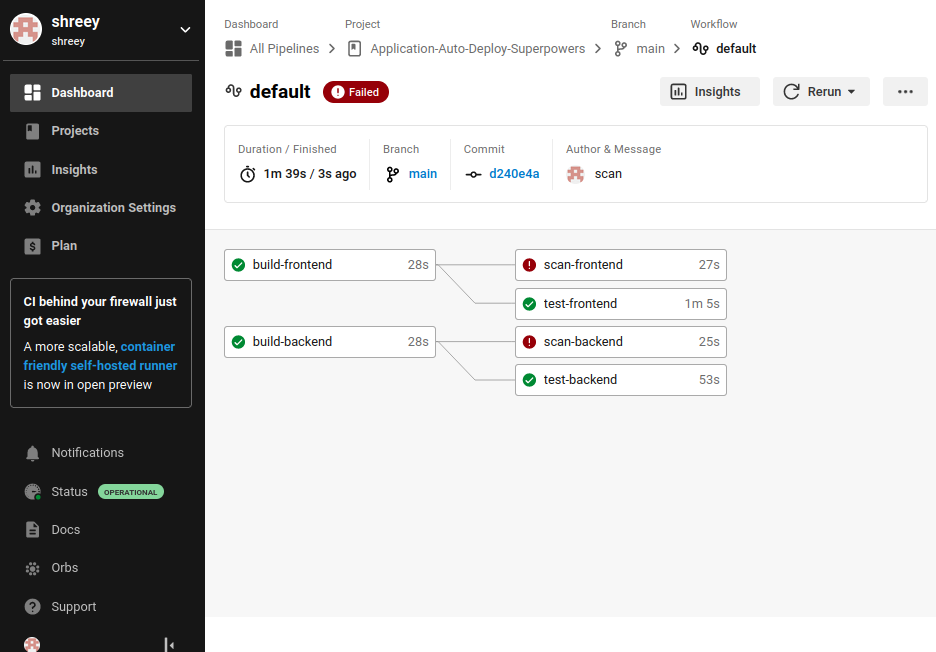 shreey
shreey
Dashboard
Projects
Insights
Organization Settings
Plan
CI behind your firewall just
got easier
A more scalable, container
friendly self-hosted runner
is now in open preview
Notifications
Status OPERATIONAL
Docs
Orbs
Support
Dashboard Project Branch Workflow
All Pipelines Application-Auto-Deploy-Superpowers main default
default Failed Insights Rerun
Duration / Finished Branch Commit Author & Message
1m 39s / 3s ago main d240e4a scan
build-frontend 28s scan-frontend 27s
test-frontend 1m 5s
build-backend 28s scan-backend 25s
test-backend 53s